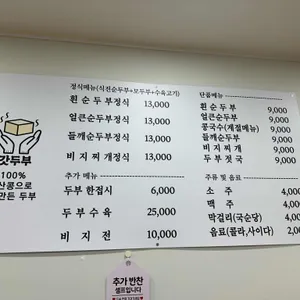 정식메뉴(식전순두부+모두부+수육고기)
흰순두부정식 13,000
얼큰순두부정식 13,000
들깨순두부정식 13,000
비지찌개정식 13,000
추가 메뉴
두부한접시 6,000
두부수육 25,000
비지전 10,000
단품메뉴
흰순두부 9,000
얼큰순두부 9,000
콩국수(계절메뉴) 9,000
들깨순두부 9,000
비지찌개 9,000
두부젓국 9,000
주류 및 음료
소주 4,00
맥주 4,00
막걸리(국순당) 4,00
음료(콜라,사이다) 2,0
갓두부
100%
산콩으로
만든 두부
추가 반찬
셀프입니다